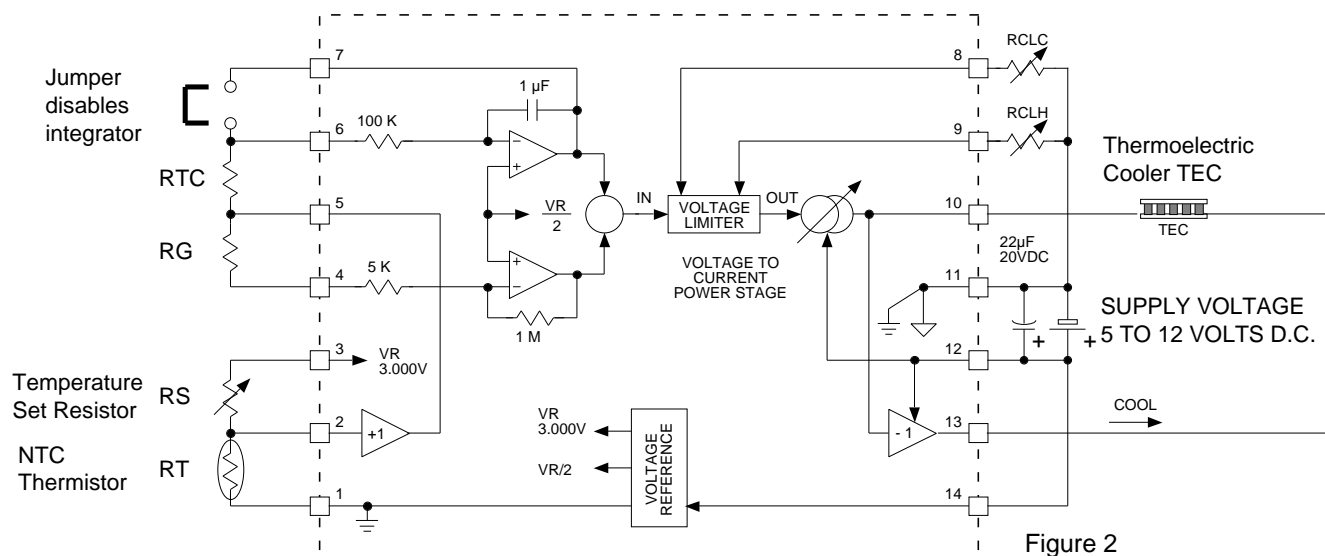 Jumper
disables
integrator
RTC
RG
Temperature
Set Resistor
RS
NTC
Thermistor
RT
7
6
5
4
3
2
1
100 K
1 µF
5 K
1 M
VR
3.000V
+1
−
+
VR
2
+
−
IN
VOLTAGE
LIMITER
OUT
VOLTAGE TO
CURRENT
POWER STAGE
VR
3.000V
VR/2
VOLTAGE
REFERENCE
- 1
8
9
10
11
12
13
14
RCLC
RCLH
Thermoelectric
Cooler TEC
TEC
22µF
20VDC
+
+
SUPPLY VOLTAGE
5 TO 12 VOLTS D.C.
COOL
Figure 2